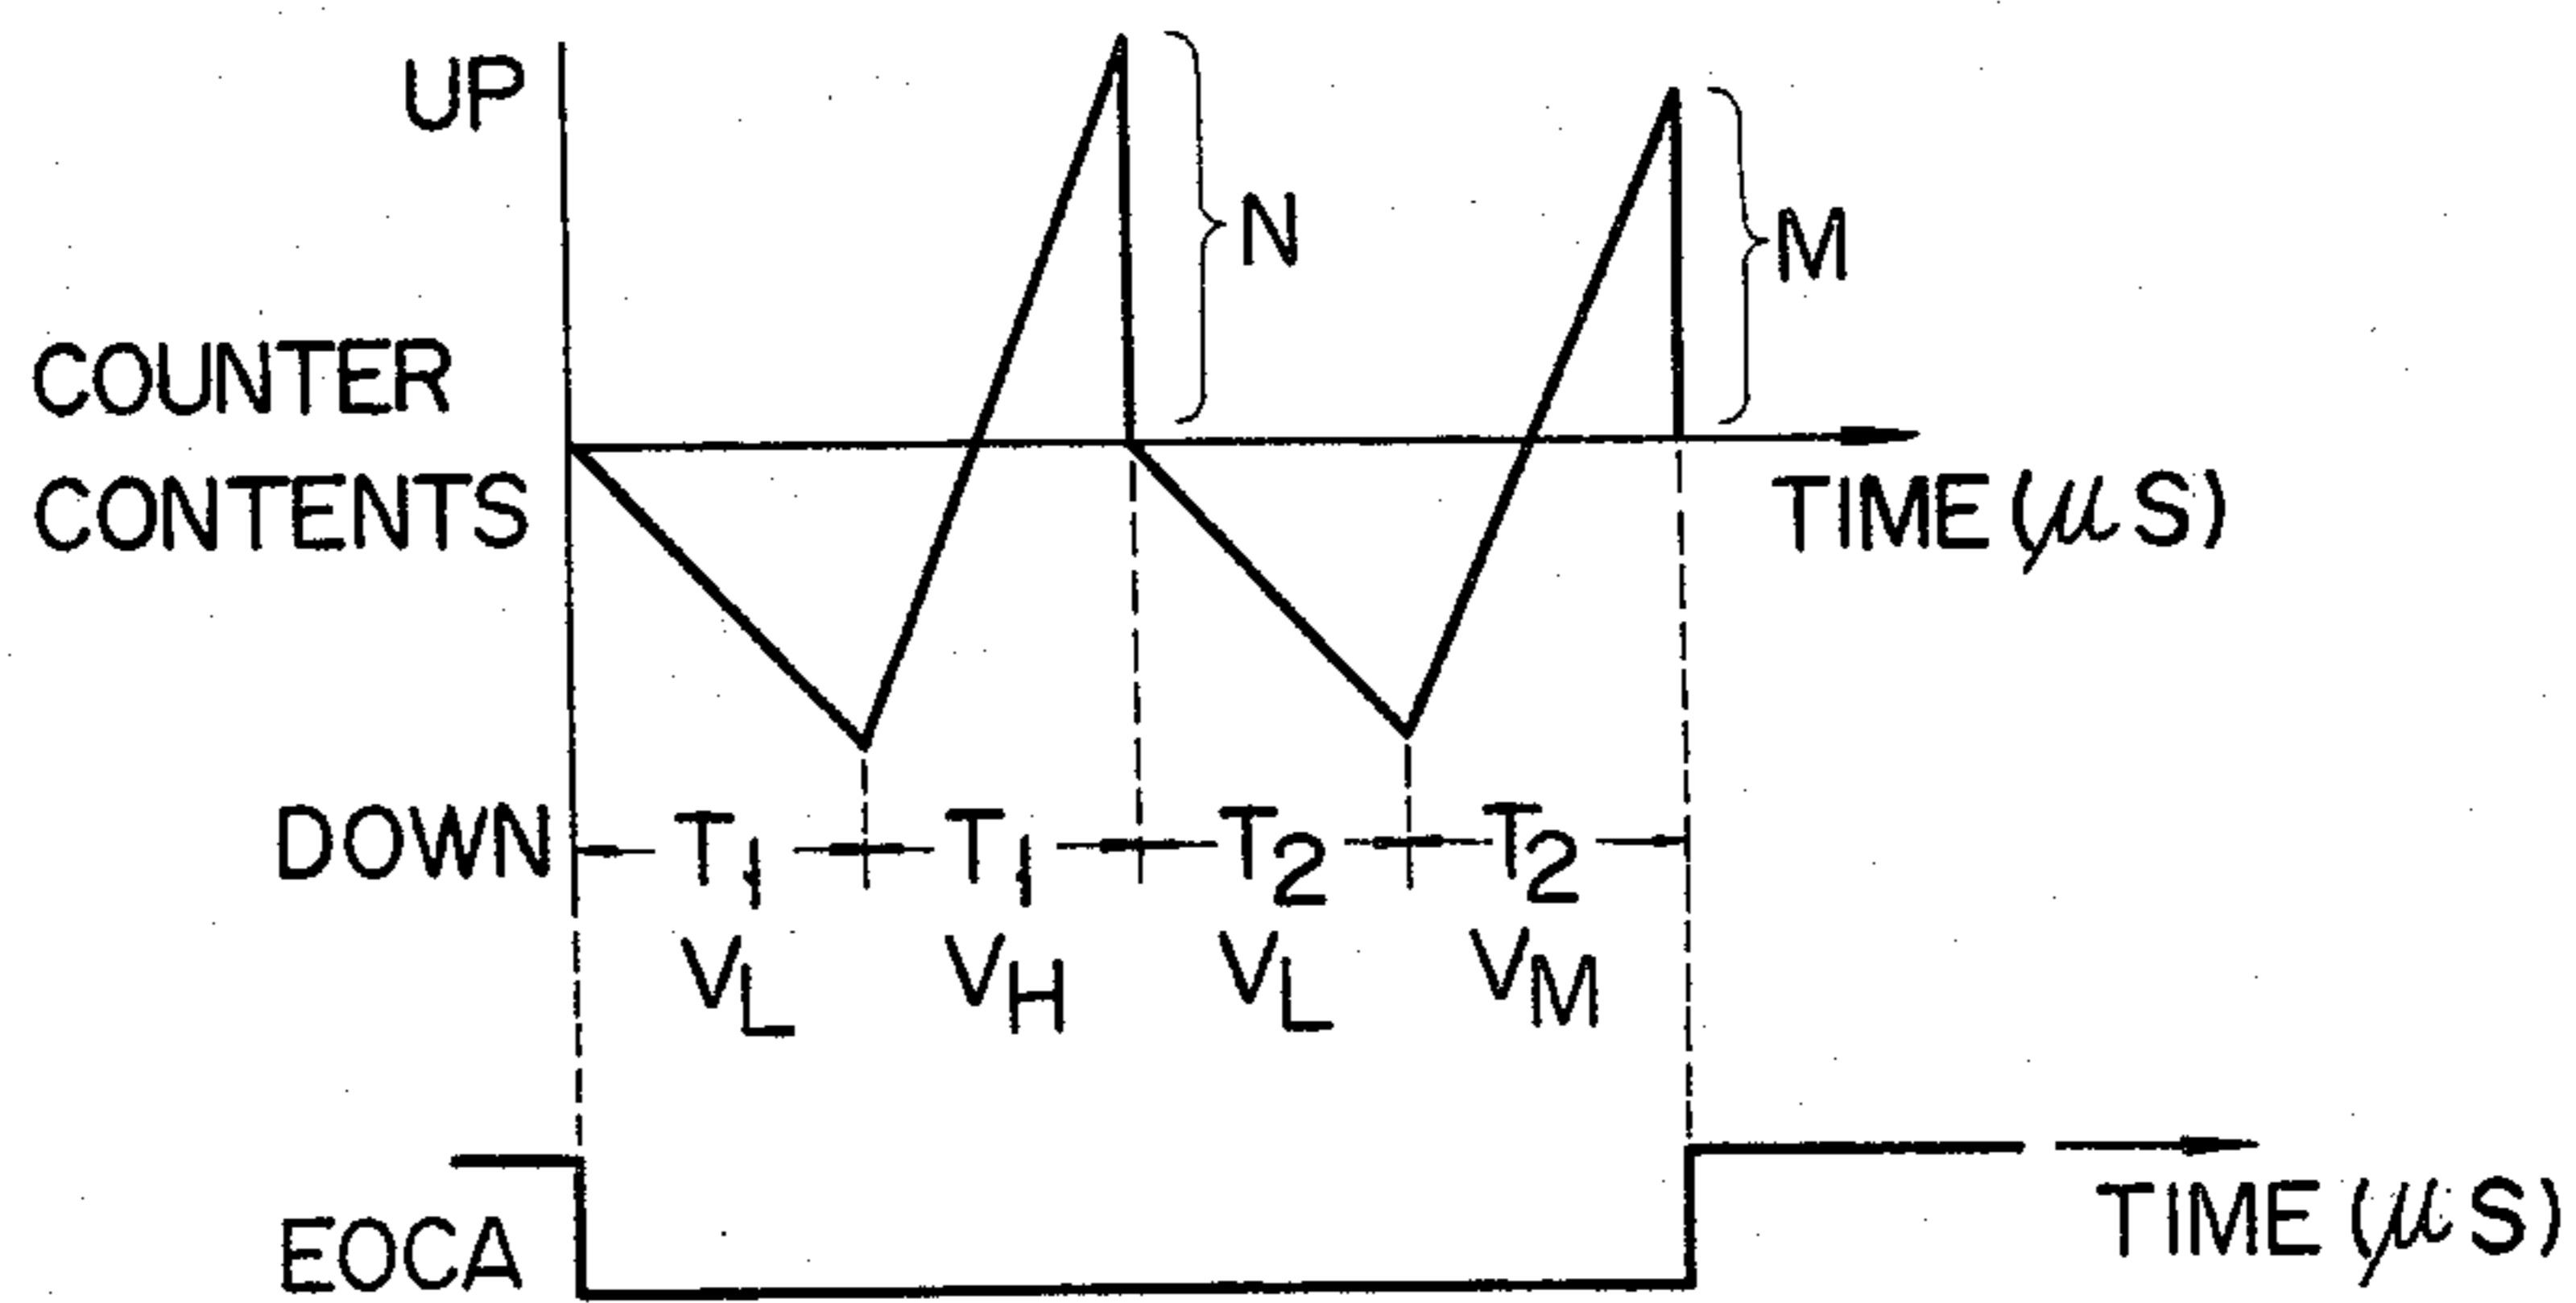 UP
N
M
COUNTER
CONTENTS
TIME (μS)
DOWN
T1 T1 T2 T2
VL VH VL VM
EOCA
TIME (μS)